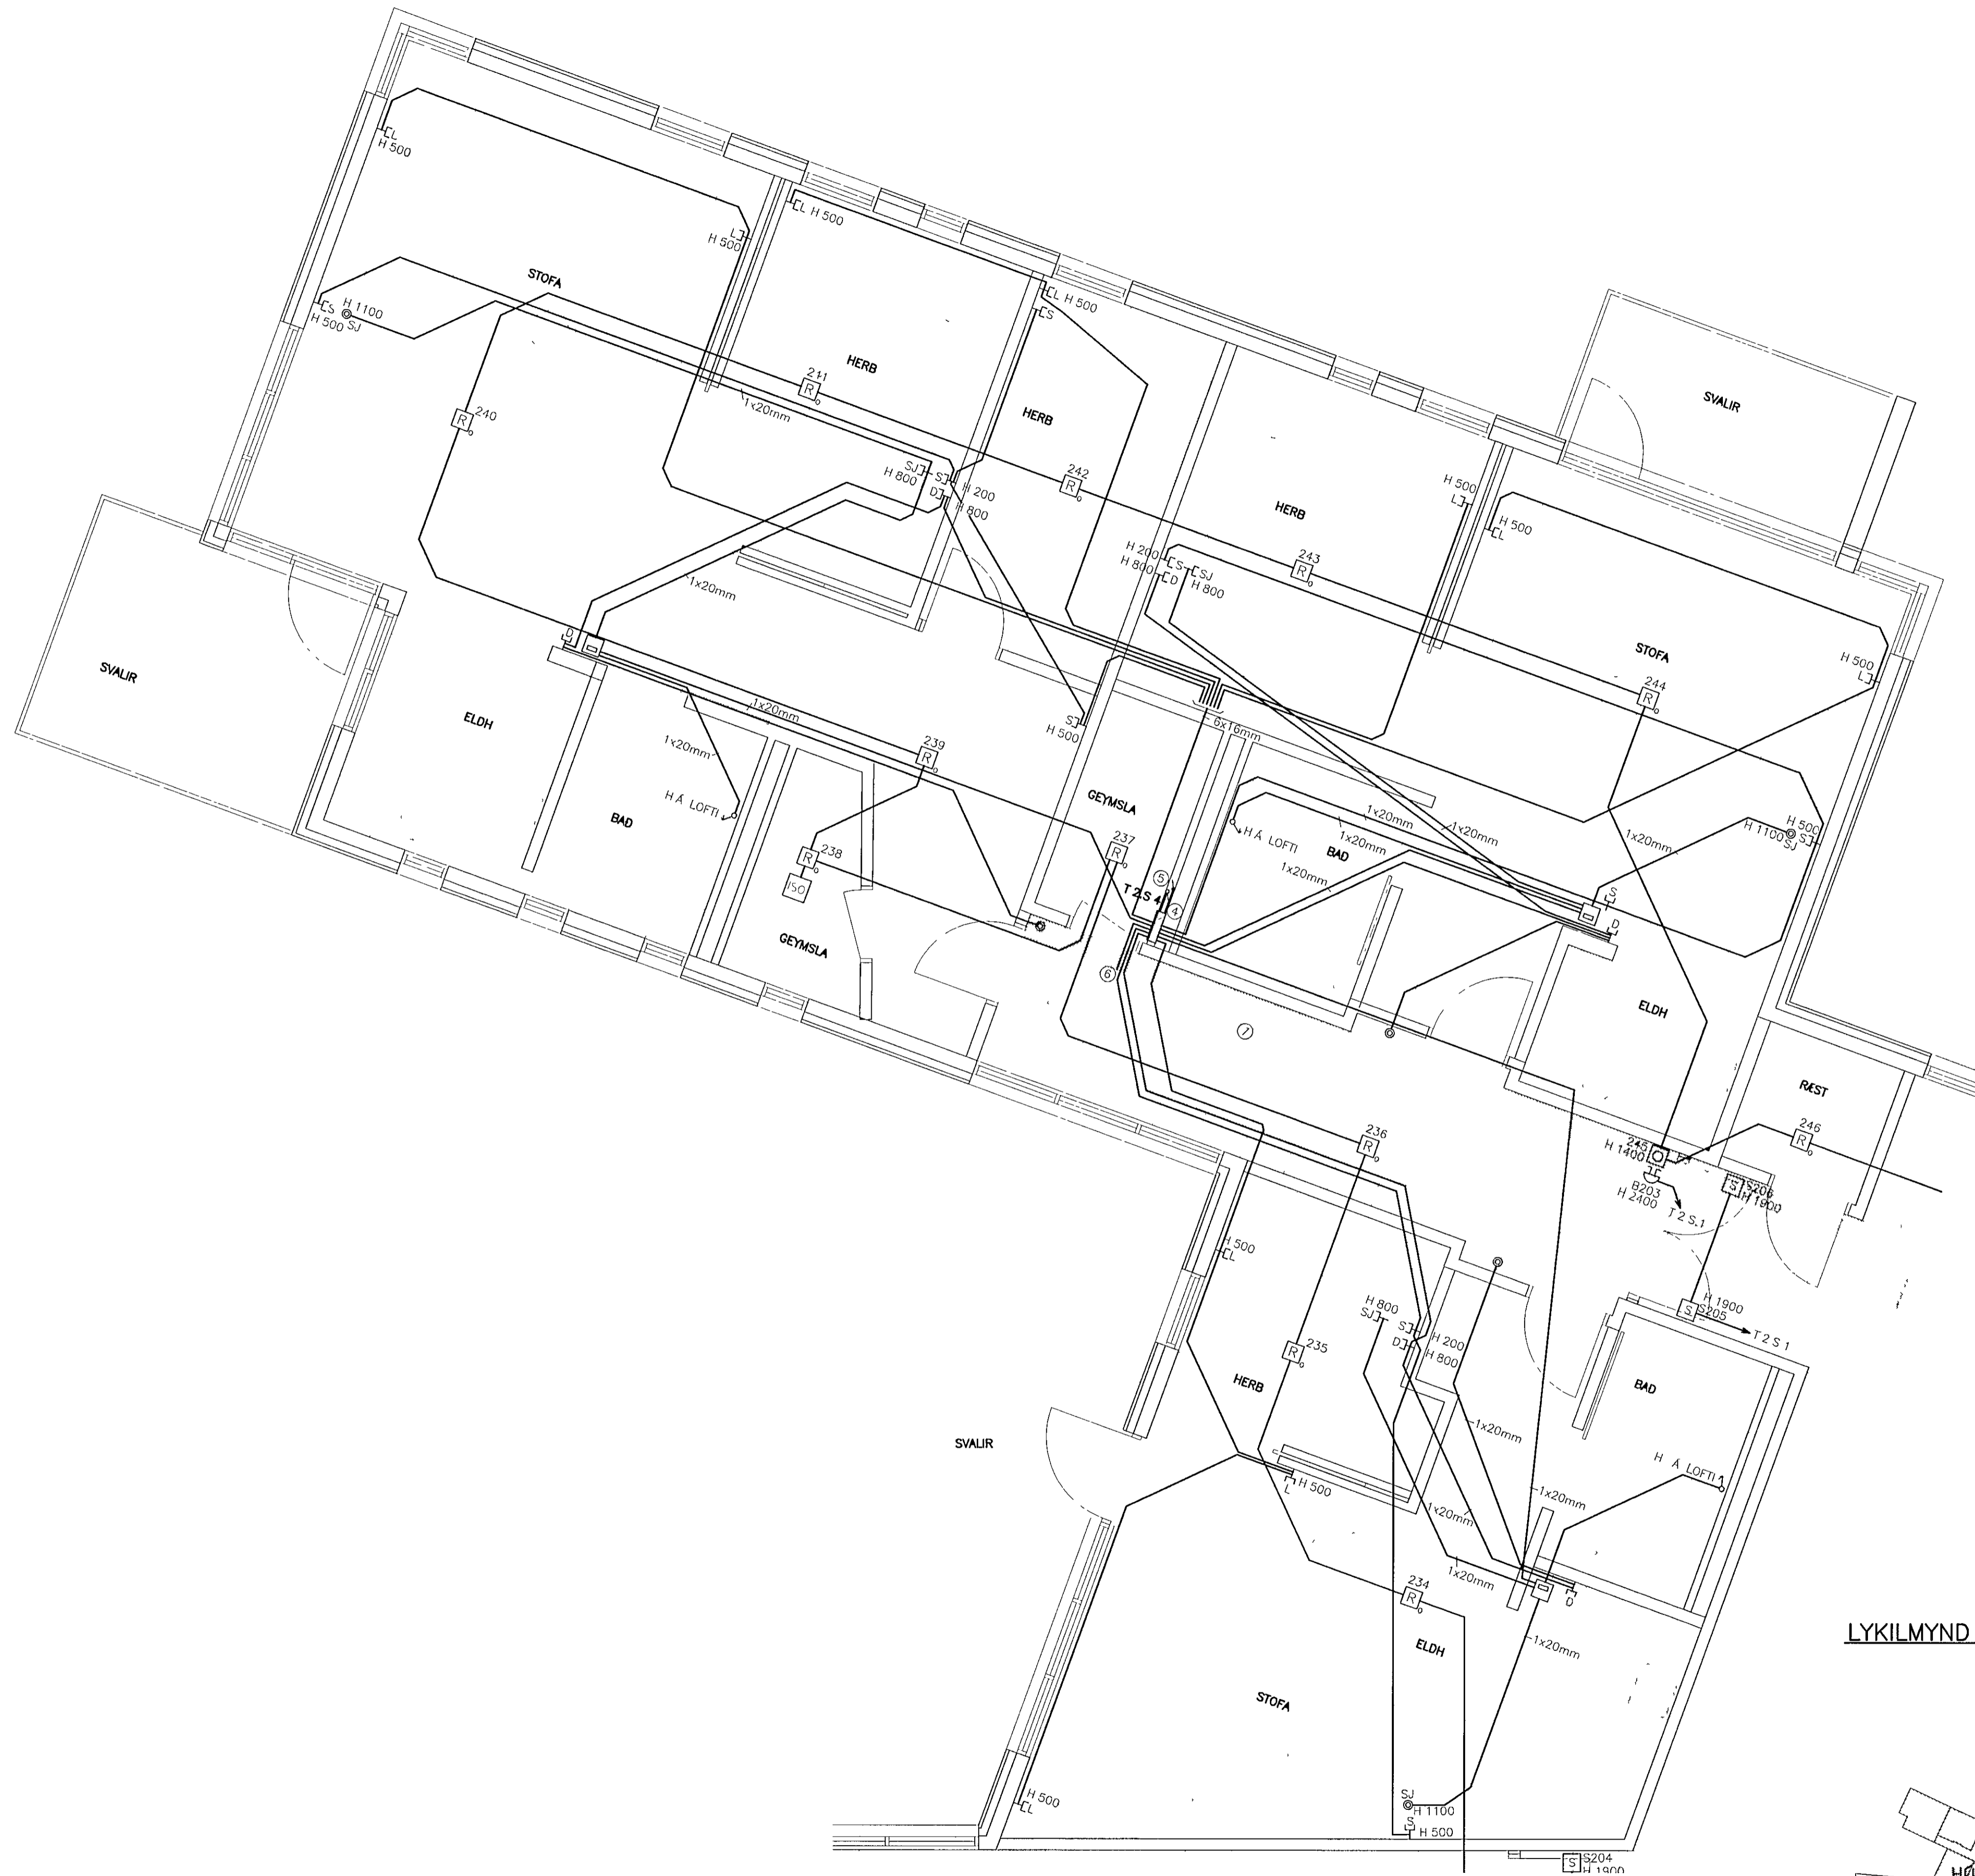 L
H 500
L
H 500
L H 500
STOFA
H 1100
S
H 500
SJ
L H 500
S
HERB
241
R
1x20mm
240
R
HERB
242
R
SVALIR
SJ
H 800
S
D
H 200
H 800
1x20mm
HERB
243
R
H 500
L
H 500
L
H 200
S
SJ
H 800
D
H 800
STOFA
H 500
L
244
R
SVALIR
ELDH
D
1x20mm
1x20mm
239
R
S
H 500
6x16mm
H Á LOFTI
BAD
GEYMSLA
238
R
ISO
237
R
GEYMSLA
T 2.S 4
5
4
6
H Á LOFTI
BAD
1x20mm
1x20mm
1x20mm
1x20mm
1x20mm
H 500
H 1100
S
SJ
S
D
7
ELDH
RÆST
246
R
236
R
245
H 1400
B203
H 2400
T 2 S.1
S
S206
H 1900
H 1900
S
S205
T 2 S 1
H 500
L
H 800
SJ
S
D
H 200
H 800
235
R
HERB
BAD
SVALIR
1x20mm
H Á LOFTI
L
H 500
1x20mm
1x20mm
1x20mm
D
234
R
ELDH
1x20mm
LYKILMYND
STOFA
H 500
L
SJ
H 1100
S
H 500
S
S204
H 1900